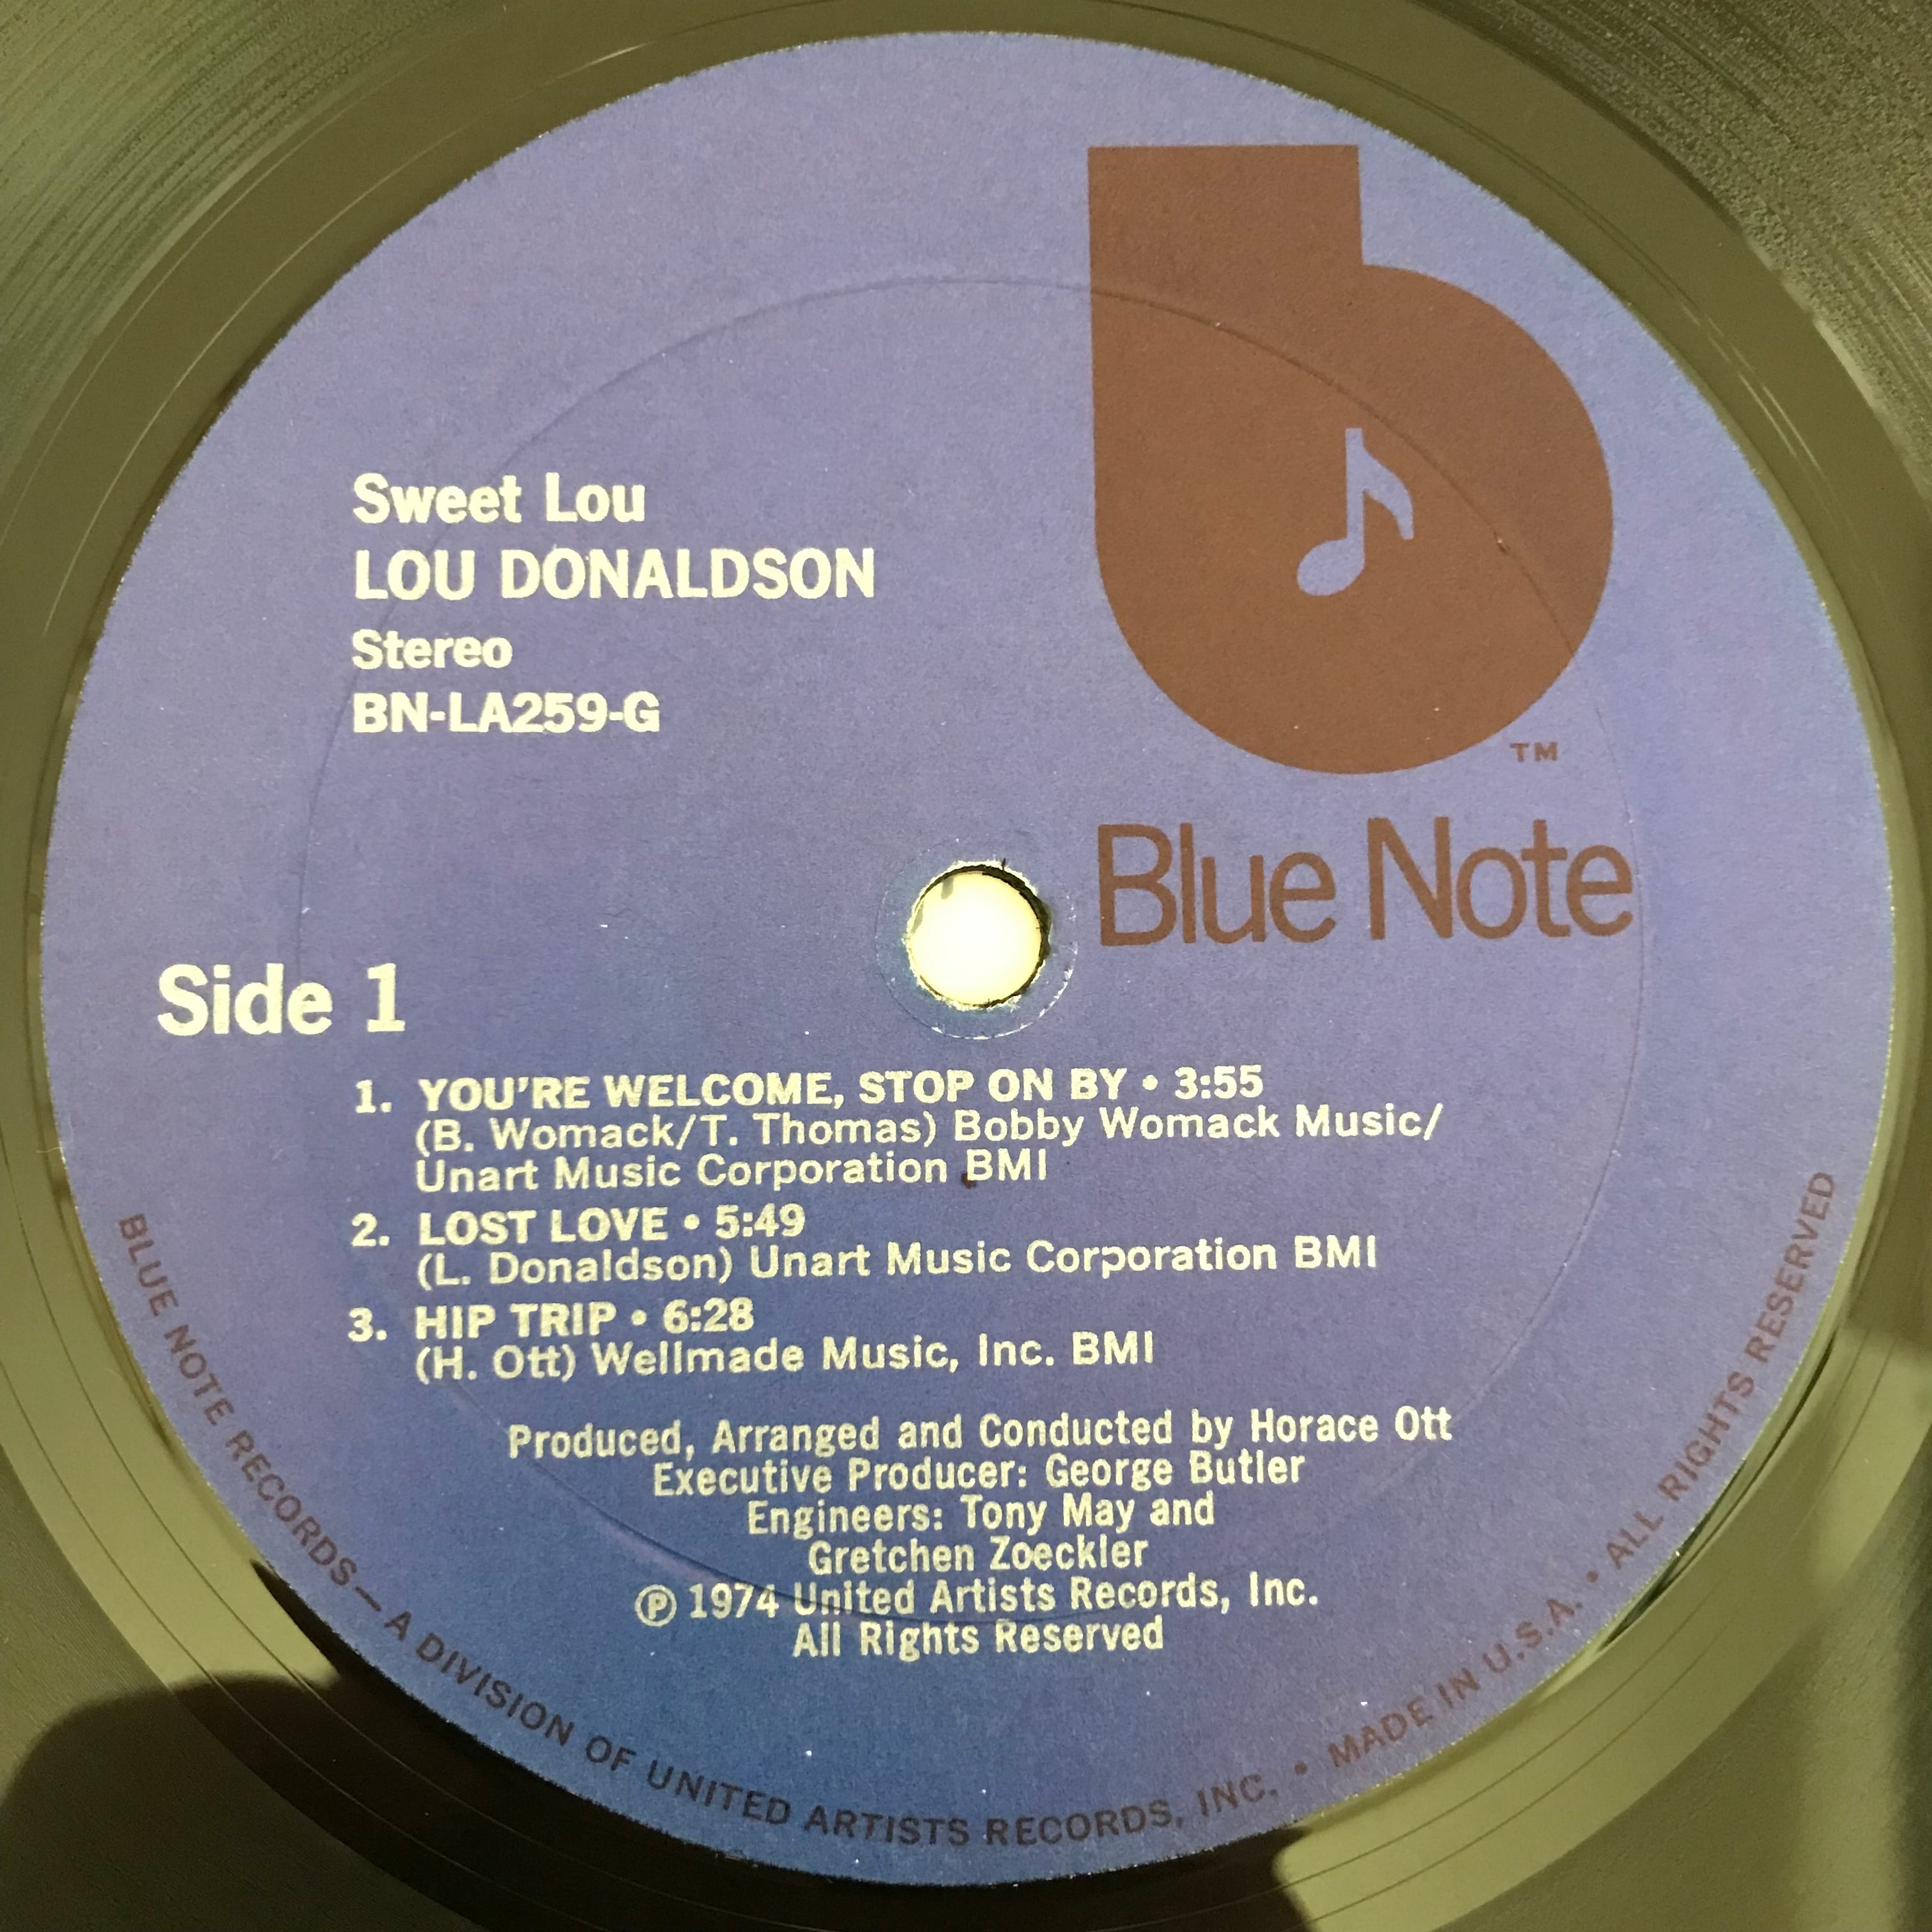 Sweet Lou
LOU DONALDSON
Stereo
BN-LA259-G
TM
Blue Note
Side 1
1. YOU'RE WELCOME, STOP ON BY • 3:55
(B. Womack/T. Thomas) Bobby Womack Music/
Unart Music Corporation BMI
2. LOST LOVE • 5:49
(L. Donaldson) Unart Music Corporation BMI
3. HIP TRIP • 6:28
(H. Ott) Wellmade Music, Inc. BMI
Produced, Arranged and Conducted by Horace Ott
Executive Producer: George Butler
Engineers: Tony May and
Gretchen Zoeckler
℗ 1974 United Artists Records, Inc.
All Rights Reserved
BLUE NOTE RECORDS—A DIVISION OF UNITED ARTISTS RECORDS, INC. • MADE IN U.S.A. • ALL RIGHTS RESERVED